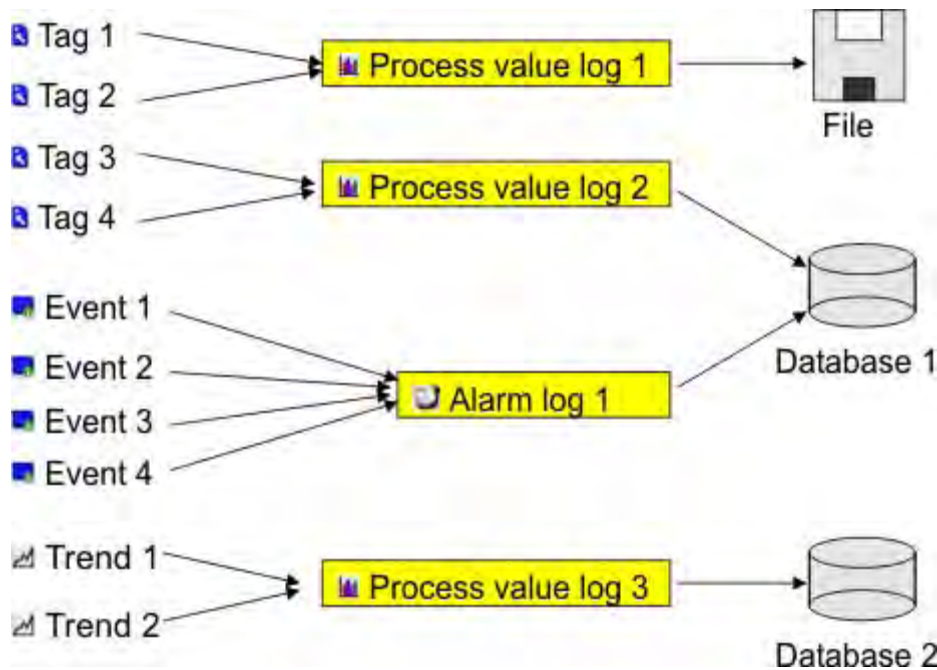 Tag 1
Process value log 1
Tag 2
File
Tag 3
Process value log 2
Tag 4
Event 1
Event 2
Database 1
Alarm log 1
Event 3
Event 4
Trend 1
Process value log 3
Trend 2
Database 2